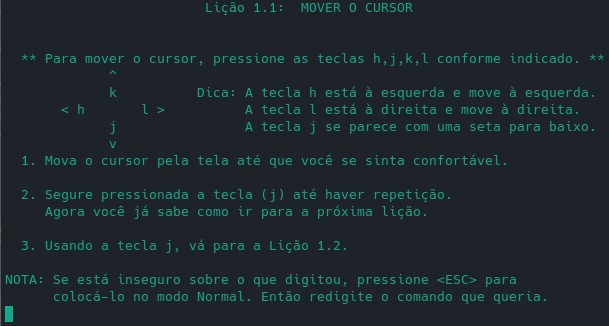 Lição 1.1:  MOVER O CURSOR
** Para mover o cursor, pressione as teclas h,j,k,l conforme indicado. **
^
k          Dica: A tecla h está à esquerda e move à esquerda.
< h       l >          A tecla l está à direita e move à direita.
j                A tecla j se parece com uma seta para baixo.
v
1. Mova o cursor pela tela até que você se sinta confortável.
2. Segure pressionada a tecla (j) até haver repetição.
Agora você já sabe como ir para a próxima lição.
3. Usando a tecla j, vá para a Lição 1.2.
NOTA: Se está inseguro sobre o que digitou, pressione <ESC> para
colocá-lo no modo Normal. Então redigite o comando que queria.